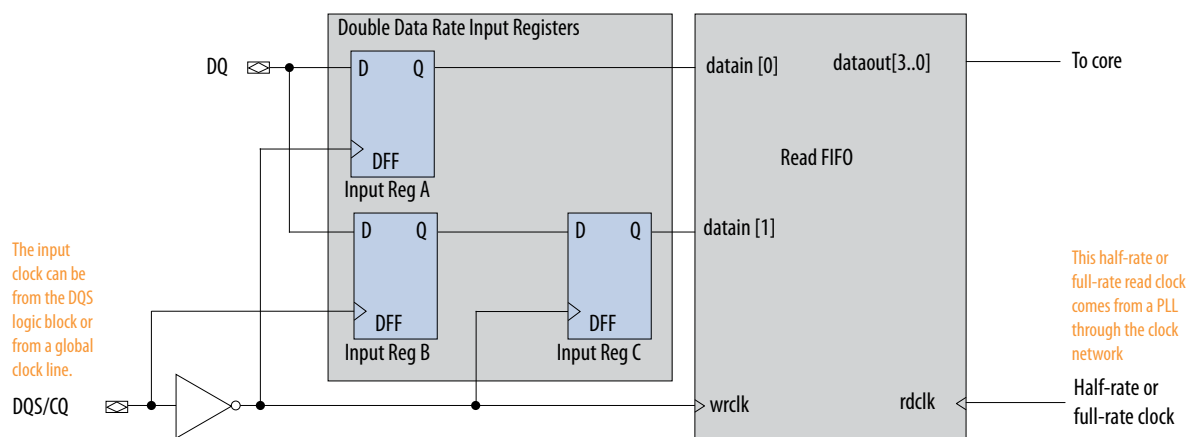 Double Data Rate Input Registers
DQ
D Q
DFF
Input Reg A
datain [0]
dataout[3..0]
To core
Read FIFO
D Q
DFF
Input Reg B
D Q
DFF
Input Reg C
datain [1]
The input
clock can be
from the DQS
logic block or
from a global
clock line.
This half-rate or
full-rate read clock
comes from a PLL
through the clock
network
DQS/CQ
wrclk
rdclk
Half-rate or
full-rate clock